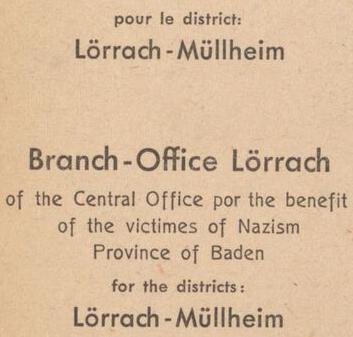 pour le district:
Lörrach-Müllheim
Branch-Office Lörrach
of the Central Office por the benefit
of the victimes of Nazism
Province of Baden
for the districts:
Lörrach-Müllheim